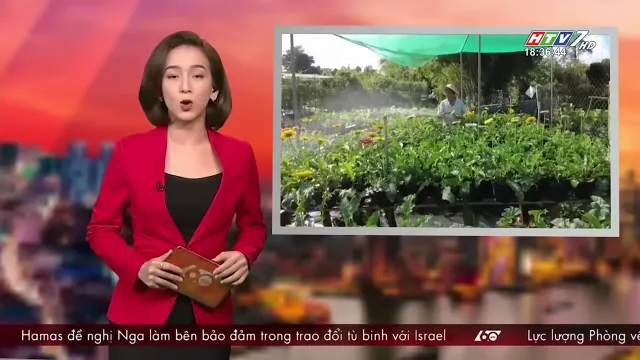 HTV7 HD
18:36:44
Hamas đề nghị Nga làm bên bảo đảm trong trao đổi tù binh với Israel 60 Lực lượng Phòng vệ